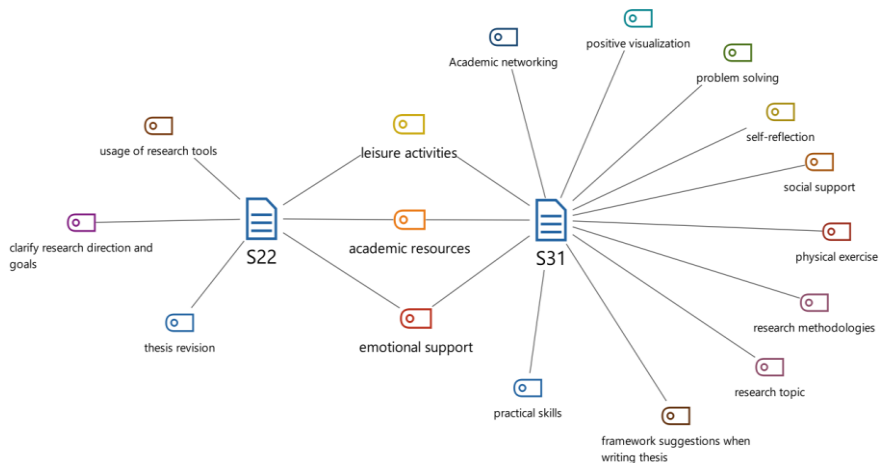 positive visualization
Academic networking
problem solving
self-reflection
usage of research tools
leisure activities
social support
clarify research direction and
goals
academic resources
S22
S31
physical exercise
research methodologies
thesis revision
emotional support
research topic
practical skills
framework suggestions when
writing thesis